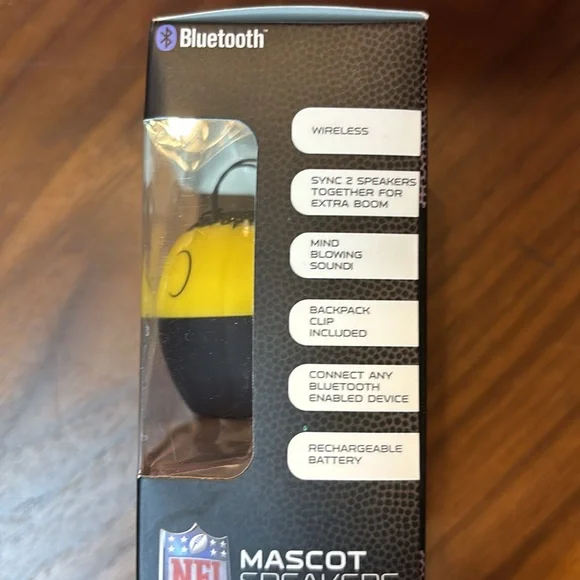 Bluetooth
WIRELESS
SYNC 2 SPEAKERS
TOGETHER FOR
EXTRA BOOM
MIND
BLOWING
SOUND!
BACKPACK
CLIP
INCLUDED
CONNECT ANY
BLUETOOTH
ENABLED DEVICE
RECHARGEABLE
BATTERY
NFL
MASCOT
SPEAKERS